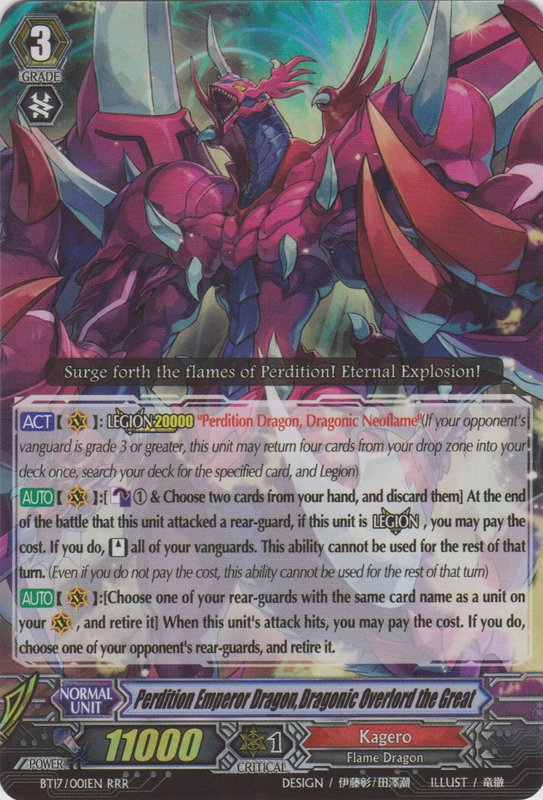 3
GRADE
Surge forth the flames of Perdition! Eternal Explosion!
ACT【 】: LEGION 20000 "Perdition Dragon, Dragonic Neoflame"(If your opponent's
vanguard is grade 3 or greater, this unit may return four cards from your drop zone into your
deck once, search your deck for the specified card, and Legion)
AUTO【 】:[ ① & Choose two cards from your hand, and discard them] At the end
of the battle that this unit attacked a rear-guard, if this unit is LEGION , you may pay the
cost. If you do, all of your vanguards. This ability cannot be used for the rest of that
turn. (Even if you do not pay the cost, this ability cannot be used for the rest of that turn)
AUTO【 】:[Choose one of your rear-guards with the same card name as a unit on
your , and retire it] When this unit's attack hits, you may pay the cost. If you do,
choose one of your opponent's rear-guards, and retire it.
NORMAL
UNIT
Perdition Emperor Dragon, Dragonic Overlord the Great
POWER
11000
1
CRITICAL
Kagero
Flame Dragon
BT17/001EN RRR
DESIGN / 伊藤彰/田澤潮
ILLUST / 竜徹